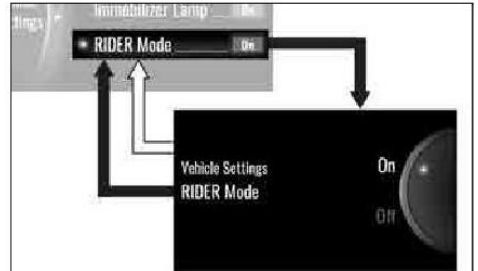 Immobilizer Lamp On
RIDER Mode On
Vehicle Settings
RIDER Mode
On
Off